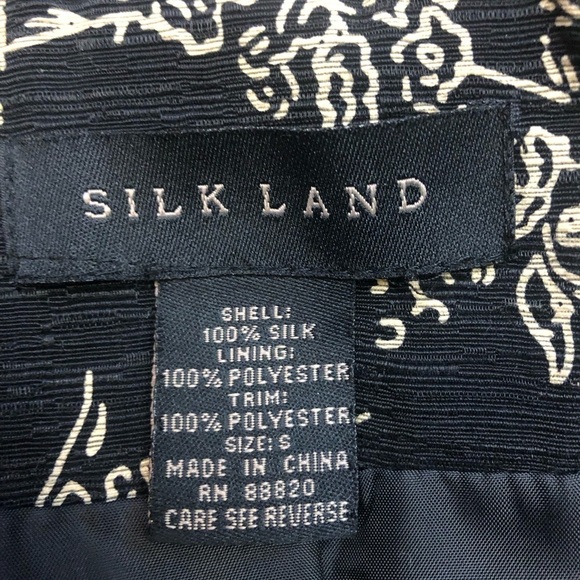 SILK LAND
SHELL:
100% SILK
LINING:
100% POLYESTER
TRIM:
100% POLYESTER
SIZE: S
MADE IN CHINA
RN 88820
CARE SEE REVERSE